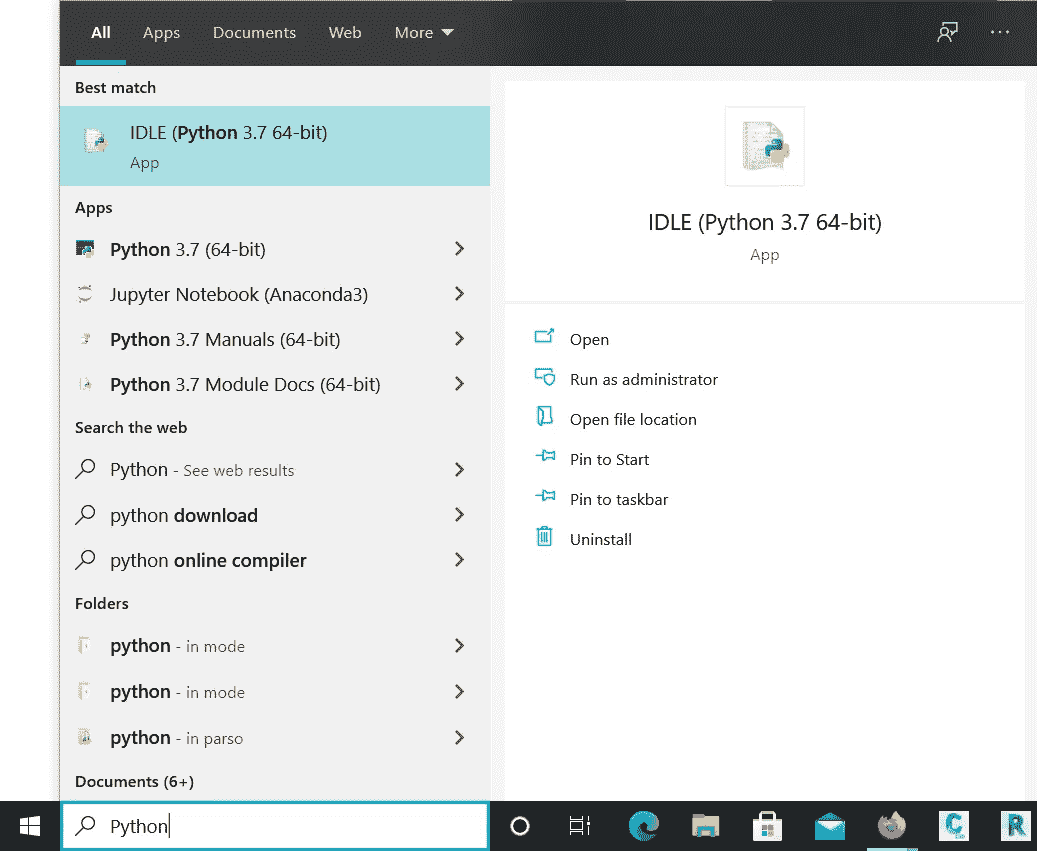 All Apps Documents Web More
Best match
IDLE (Python 3.7 64-bit)
App
Apps
Python 3.7 (64-bit)
Jupyter Notebook (Anaconda3)
Python 3.7 Manuals (64-bit)
Python 3.7 Module Docs (64-bit)
Search the web
Python - See web results
python download
python online compiler
Folders
python - in mode
python - in mode
python - in parso
Documents (6+)
Python
IDLE (Python 3.7 64-bit)
App
Open
Run as administrator
Open file location
Pin to Start
Pin to taskbar
Uninstall
C
R